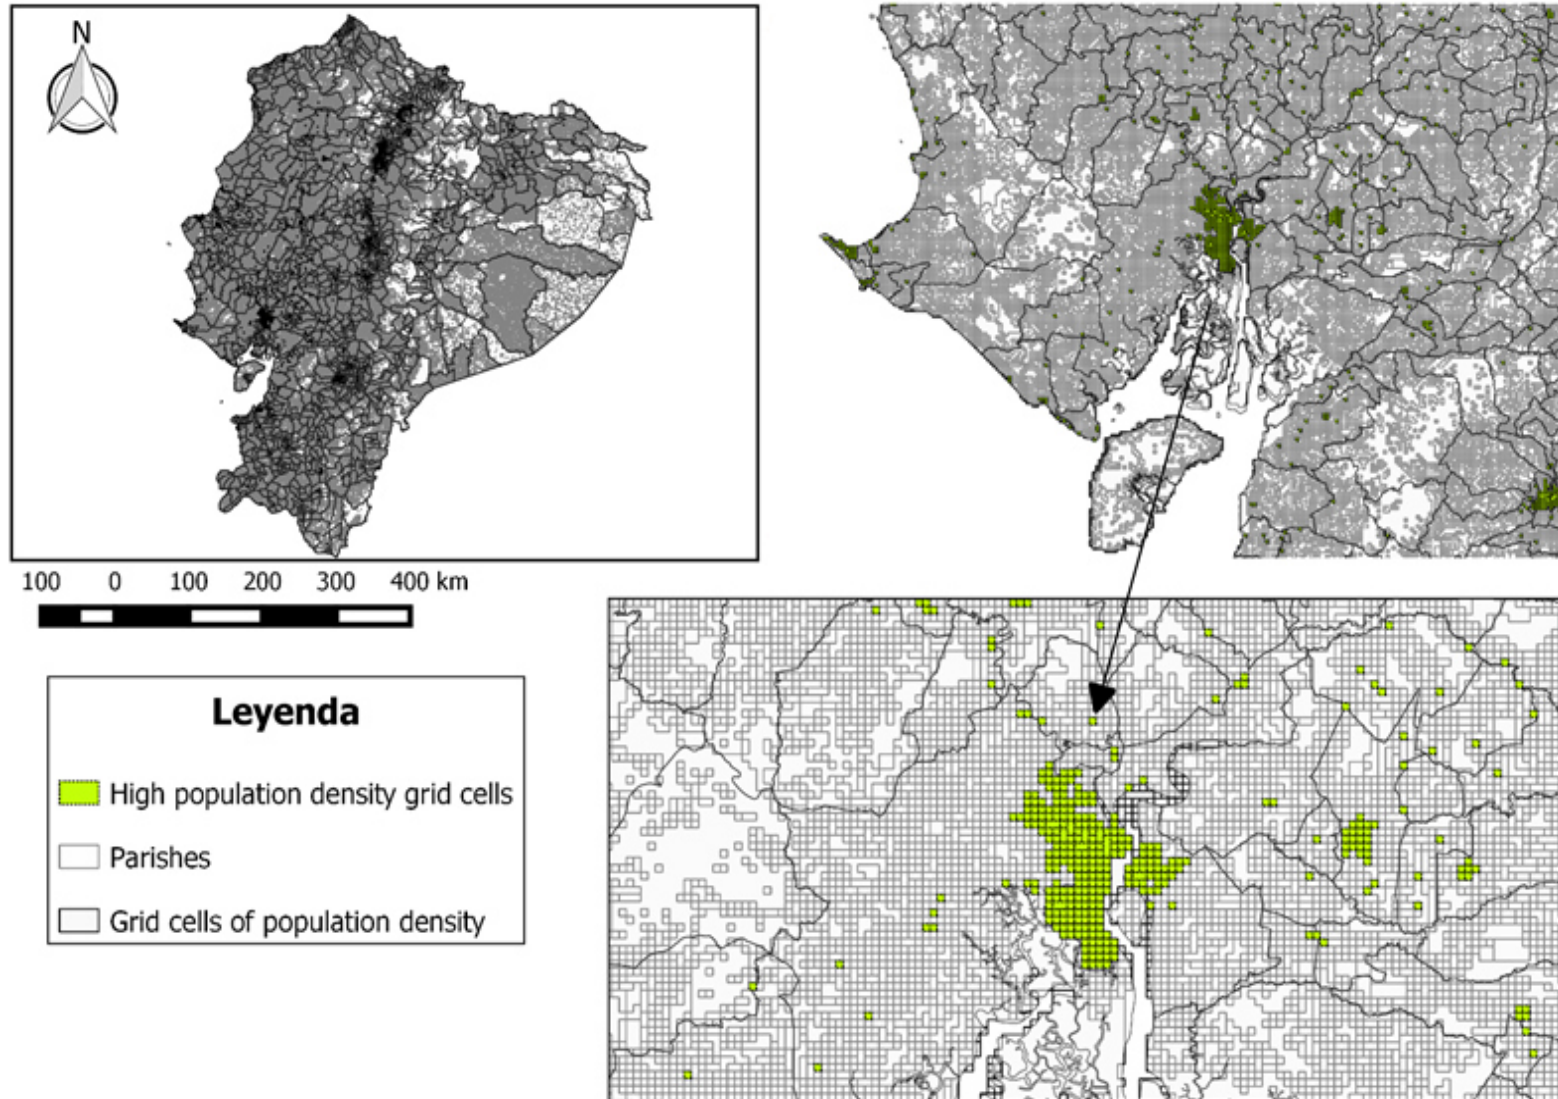 N
100 0 100 200 300 400 km
Leyenda
High population density grid cells
Parishes
Grid cells of population density